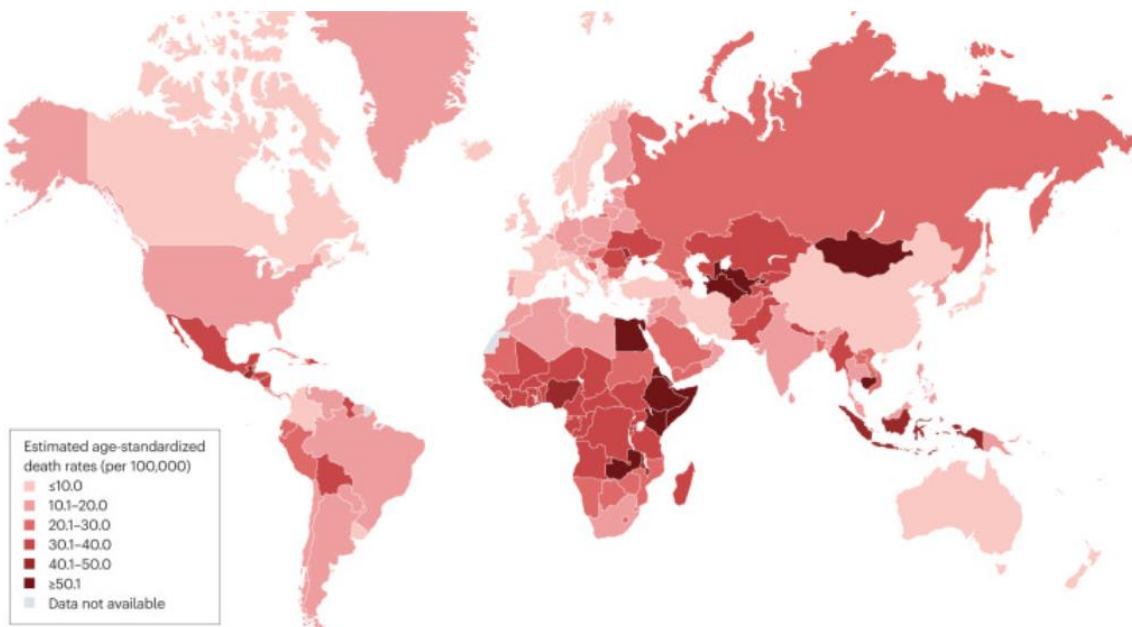 Estimated age-standardized
death rates (per 100,000)
≤10.0
10.1–20.0
20.1–30.0
30.1–40.0
40.1–50.0
≥50.1
Data not available